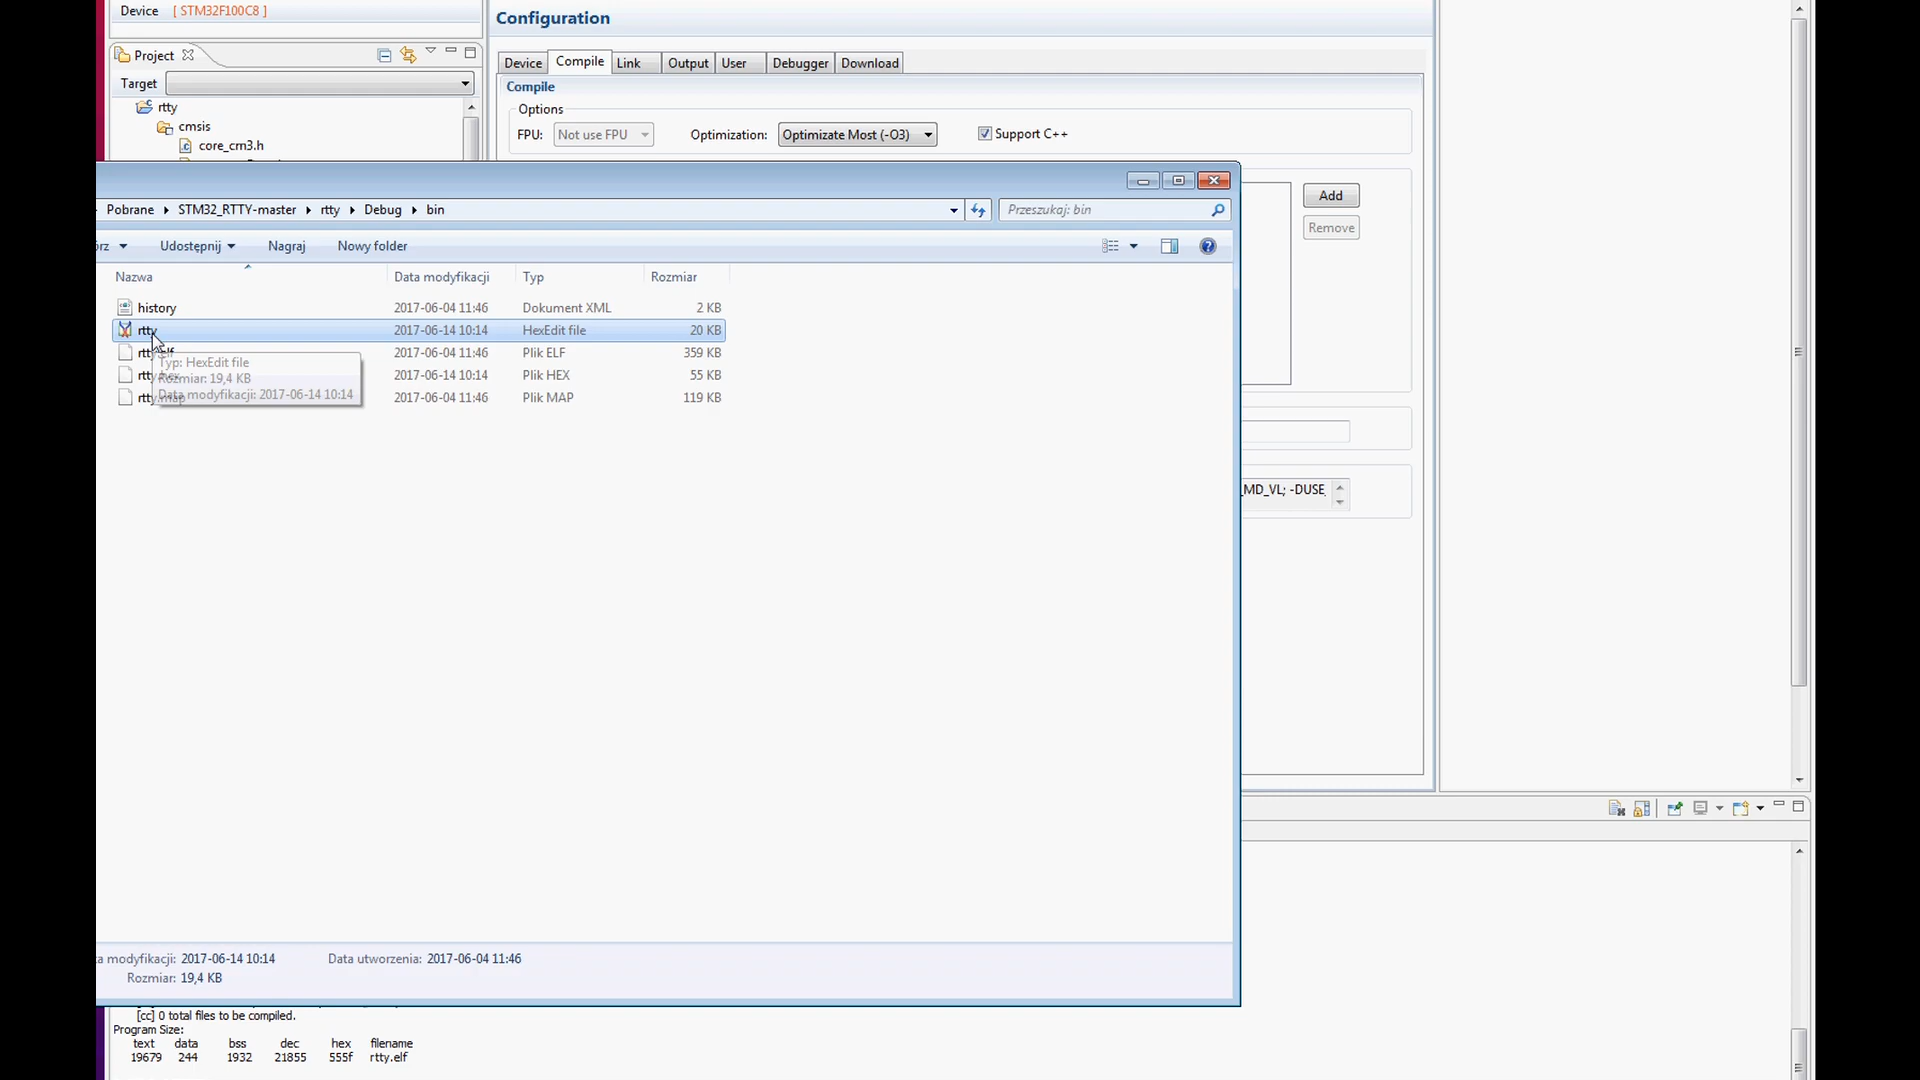 Device [ STM32F100C8 ]
Configuration
Project
Device Compile Link Output User Debugger Download
Target
Compile
rtty
Options
cmsis
FPU: Not use FPU Optimization: Optimizate Most (-O3) Support C++
core_cm3.h
Add
Pobrane STM32_RTTY-master rtty Debug bin Przeszukaj: bin
Remove
Udostępnij Nagraj Nowy folder
Nazwa Data modyfikacji Typ Rozmiar
history 2017-06-04 11:46 Dokument XML 2 KB
rtty 2017-06-14 10:14 HexEdit file 20 KB
2017-06-04 11:46 Plik ELF 359 KB
Typ: HexEdit file
2017-06-14 10:14 Plik HEX 55 KB
Rozmiar: 19,4 KB
Data modyfikacji: 2017-06-14 10:14
rtty.map 2017-06-04 11:46 Plik MAP 119 KB
_MD_VL; -DUSE_
modyfikacji: 2017-06-14 10:14 Data utworzenia: 2017-06-04 11:46
Rozmiar: 19,4 KB
[cc] 0 total files to be compiled.
Program Size:
text data bss dec hex filename
19679 244 1932 21855 555f rtty.elf